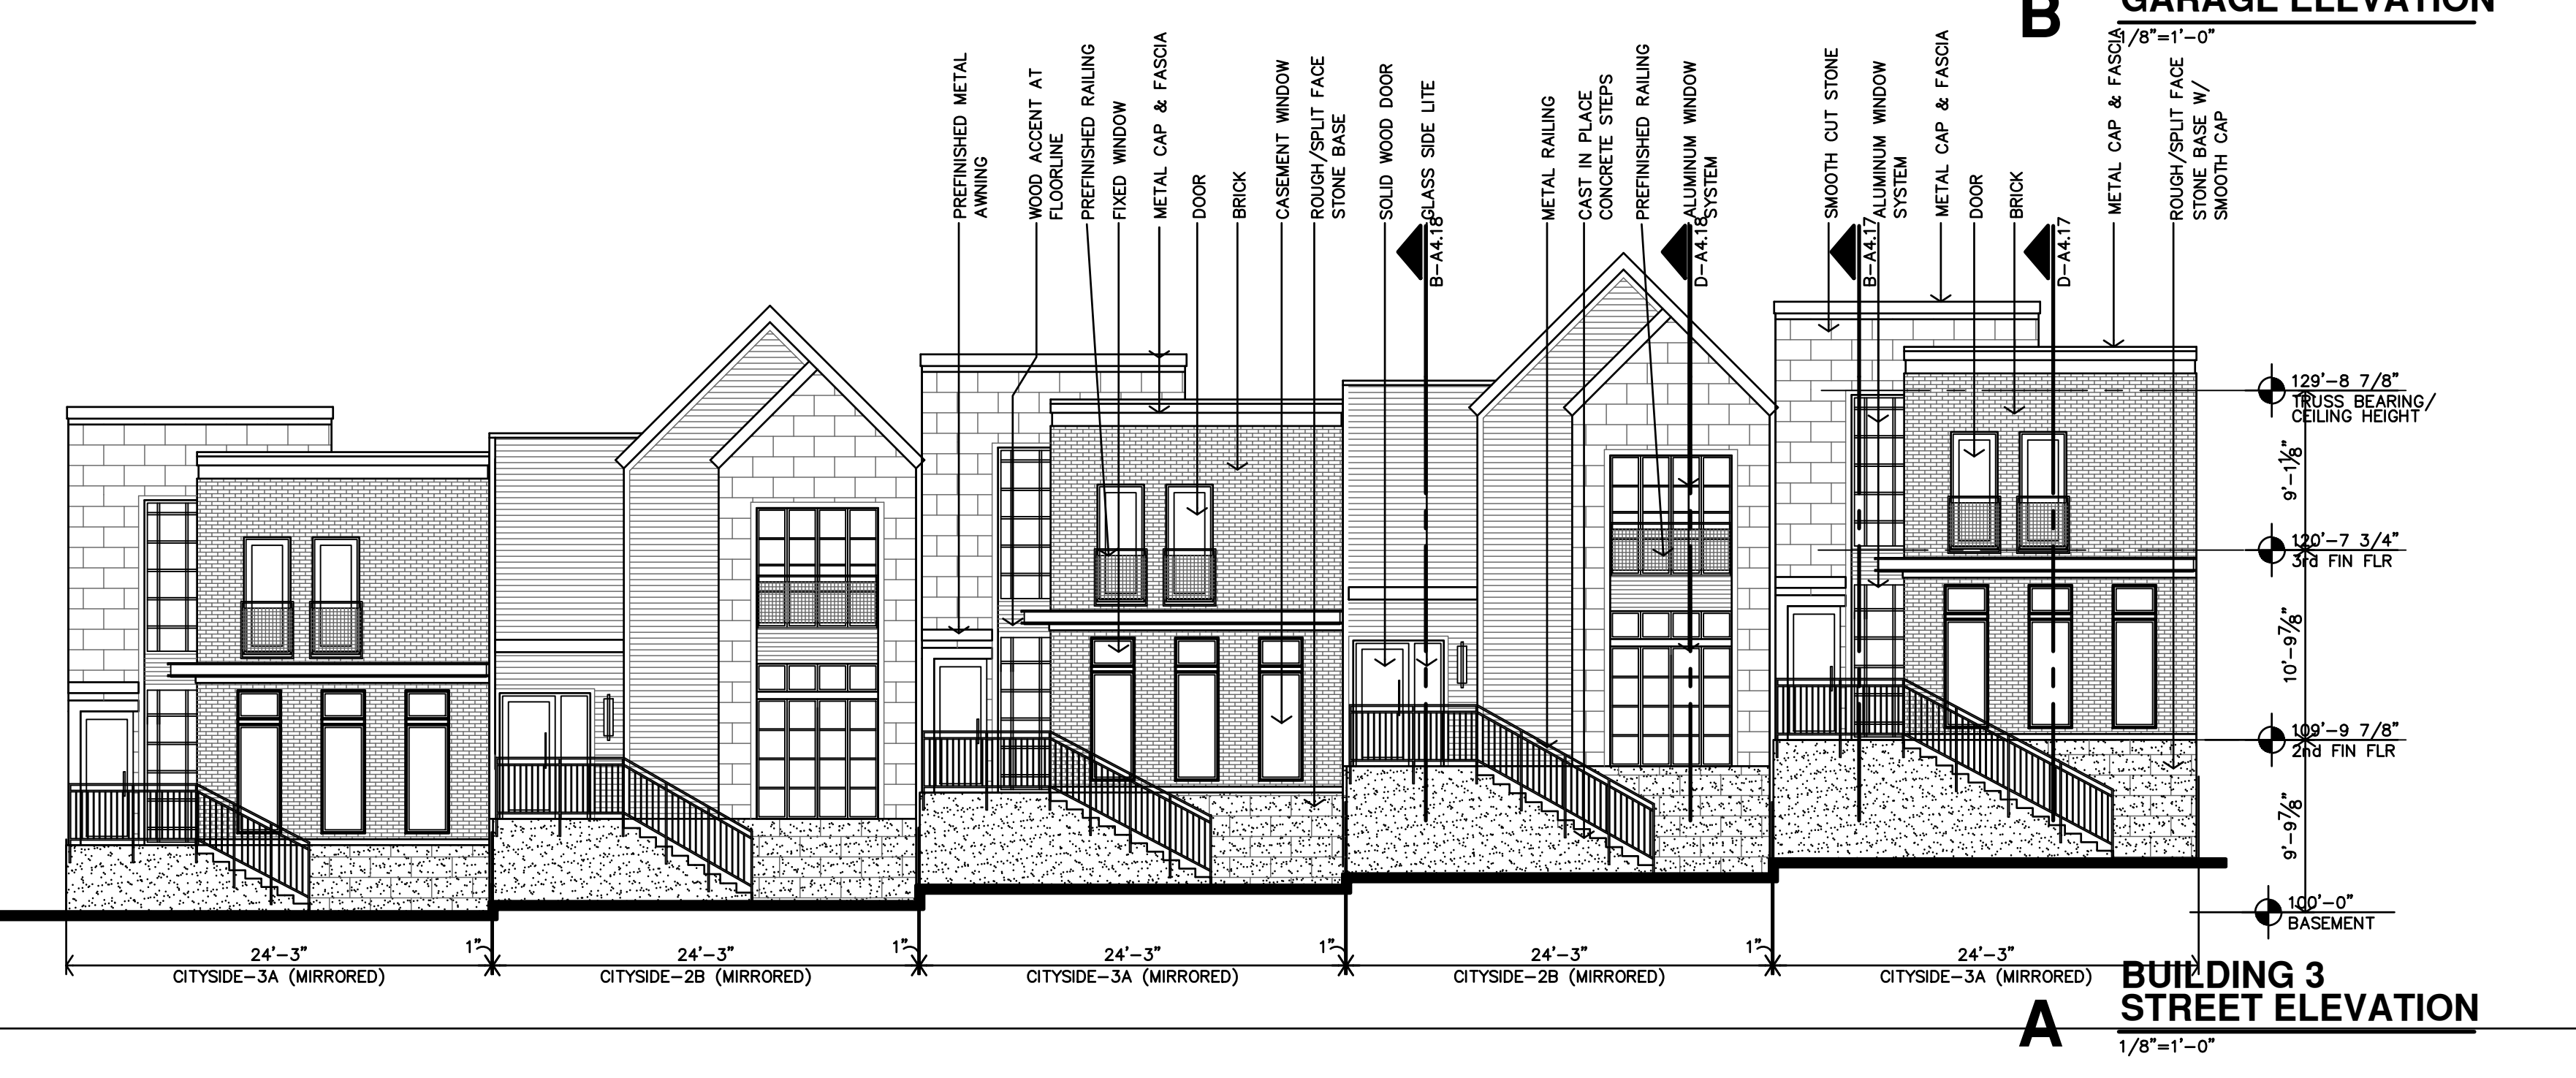 B
GARAGE ELEVATION
1/8"=1'-0"
PREFINISHED METAL
AWNING
WOOD ACCENT AT
FLOORLINE
PREFINISHED RAILING
FIXED WINDOW
METAL CAP & FASCIA
DOOR
BRICK
CASEMENT WINDOW
ROUGH/SPLIT FACE
STONE BASE
SOLID WOOD DOOR
GLASS SIDE LITE
B-A4.18
METAL RAILING
CAST IN PLACE
CONCRETE STEPS
PREFINISHED RAILING
ALUMINUM WINDOW
SYSTEM
D-A4.18
SMOOTH CUT STONE
B-A4.17
ALUMINUM WINDOW
SYSTEM
METAL CAP & FASCIA
DOOR
BRICK
D-A4.17
METAL CAP & FASCIA
ROUGH/SPLIT FACE
STONE BASE W/
SMOOTH CAP
129'-8 7/8"
TRUSS BEARING/
CEILING HEIGHT
9'-1 1/8"
120'-7 3/4"
3rd FIN FLR
10'-9 7/8"
109'-9 7/8"
2nd FIN FLR
9'-9 7/8"
100'-0"
BASEMENT
24'-3"
CITYSIDE-3A (MIRRORED)
1"
24'-3"
CITYSIDE-2B (MIRRORED)
1"
24'-3"
CITYSIDE-3A (MIRRORED)
1"
24'-3"
CITYSIDE-2B (MIRRORED)
1"
24'-3"
CITYSIDE-3A (MIRRORED)
A
BUILDING 3
STREET ELEVATION
1/8"=1'-0"